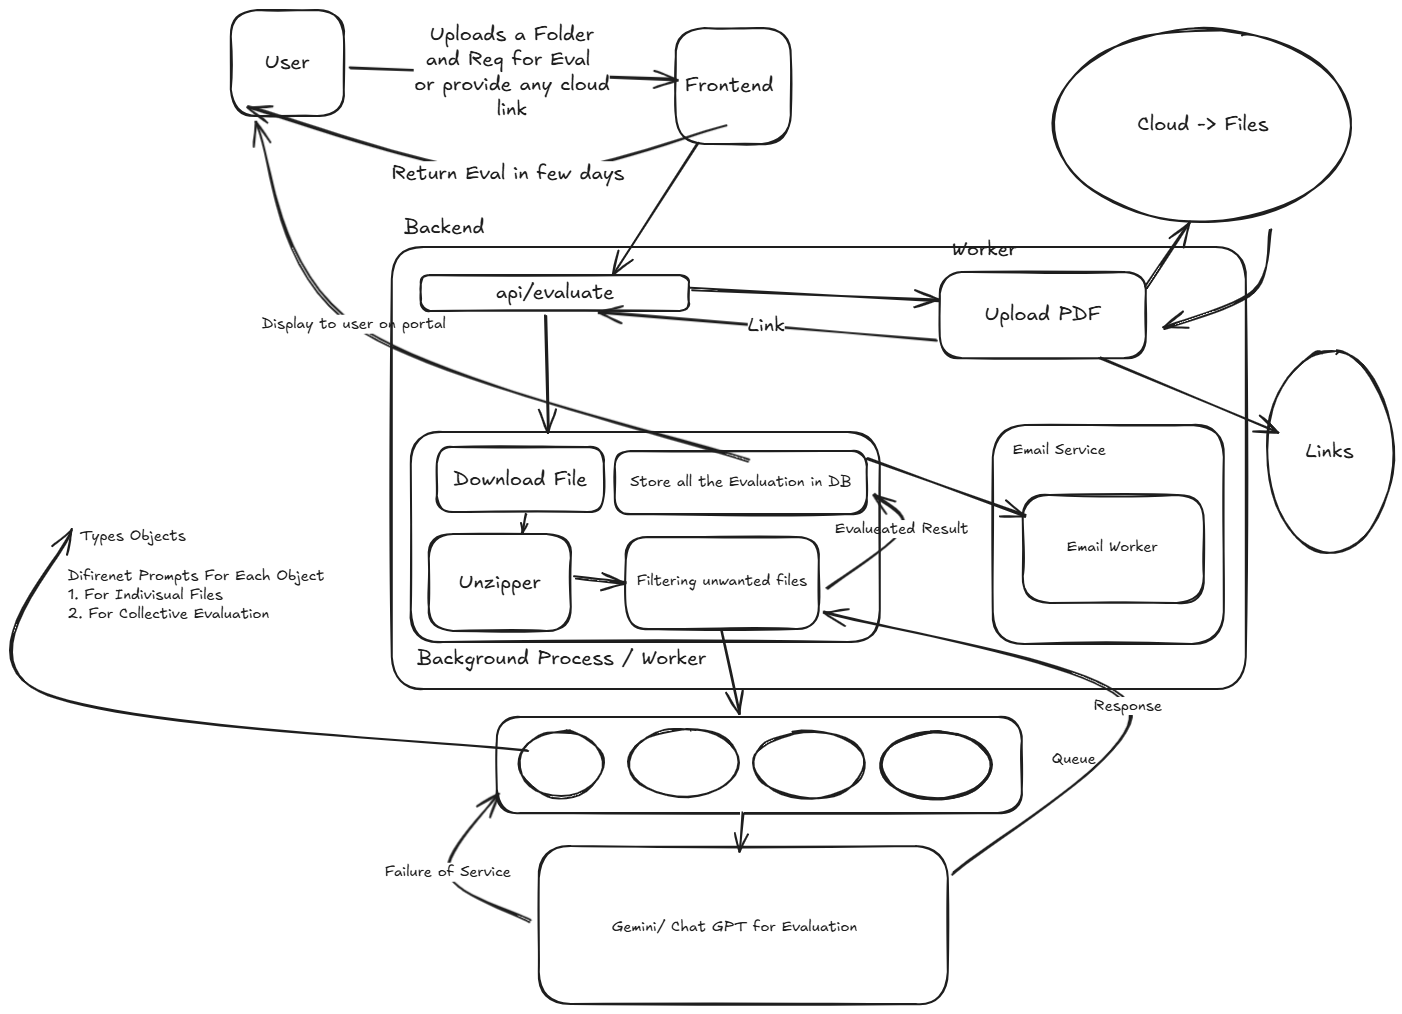 User
Uploads a Folder
and Req for Eval
or provide any cloud
link
Frontend
Cloud -> Files
Return Eval in few days
Backend
Worker
api/evaluate
Upload PDF
Link
Display to user on portal
Email Service
Links
Download File
Store all the Evaluation in DB
Evalueated Result
Email Worker
Types Objects
Unzipper
Filtering unwanted files
Difirenet Prompts For Each Object
1. For Indivisual Files
2. For Collective Evaluation
Background Process / Worker
Response
Queue
Failure of Service
Gemini/ Chat GPT for Evaluation